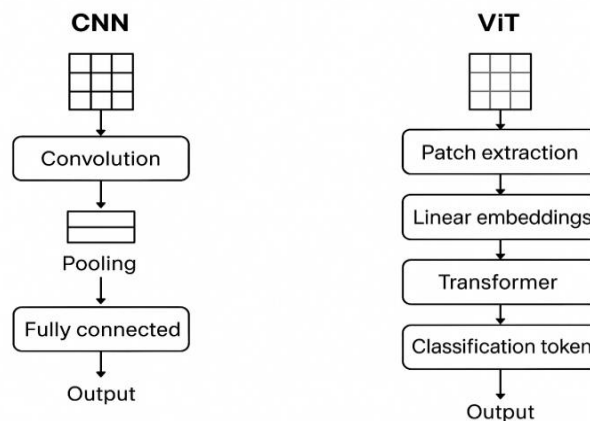 CNN
Convolution
Pooling
Fully connected
Output
ViT
Patch extraction
Linear embeddings
Transformer
Classification token
Output